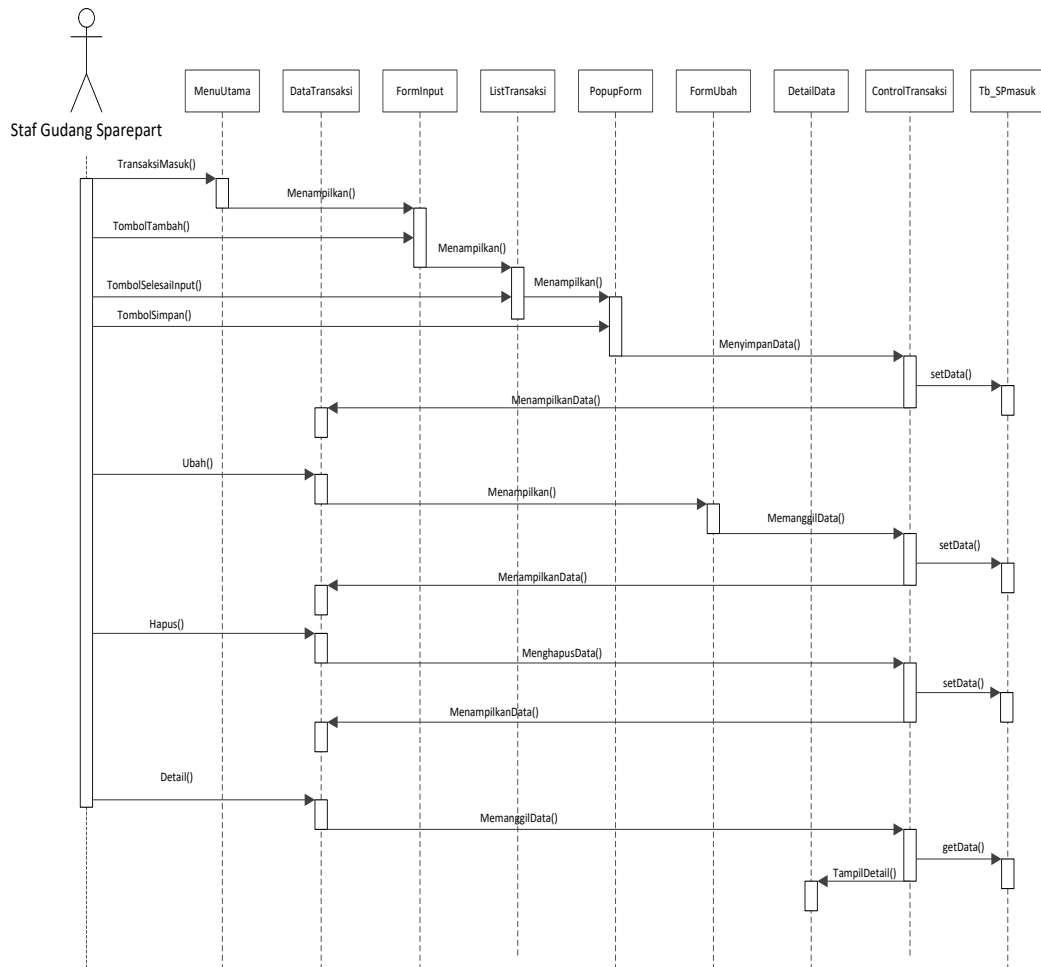 MenuUtama
DataTransaksi
FormInput
ListTransaksi
PopupForm
FormUbah
DetailData
ControlTransaksi
Tb_SPmasuk
Staf Gudang Sparepart
TransaksiMasuk()
Menampilkan()
TombolTambah()
Menampilkan()
TombolSelesaiInput()
Menampilkan()
TombolSimpan()
MenyimpanData()
setData()
MenampilkanData()
Ubah()
Menampilkan()
MemanggilData()
setData()
MenampilkanData()
Hapus()
MenghapusData()
setData()
MenampilkanData()
Detail()
MemanggilData()
getData()
TampilDetail()